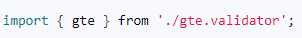 import { gte } from './gte.validator';